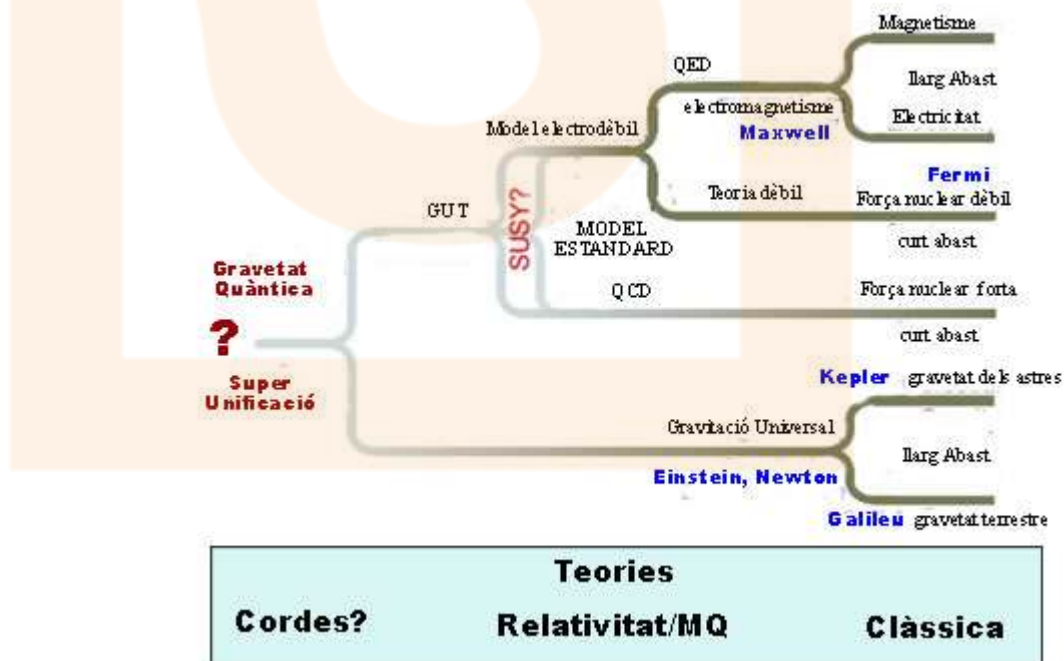 Magnetisme
QED
llarg Abast
electromagnetisme
Electricitat
Maxwell
Model electrodèbil
Fermi
Teoria dèbil
Força nuclear dèbil
GUT
SUSY?
MODEL
ESTANDARD
curt abast
Gravetat
Quàntica
QCD
Força nuclear forta
?
curt abast
Super
Unificació
Kepler gravetat dels astres
Gravitació Universal
llarg Abast
Einstein, Newton
Galileu gravetat terrestre
Teories
Cordes?
Relativitat/MQ
Clàssica